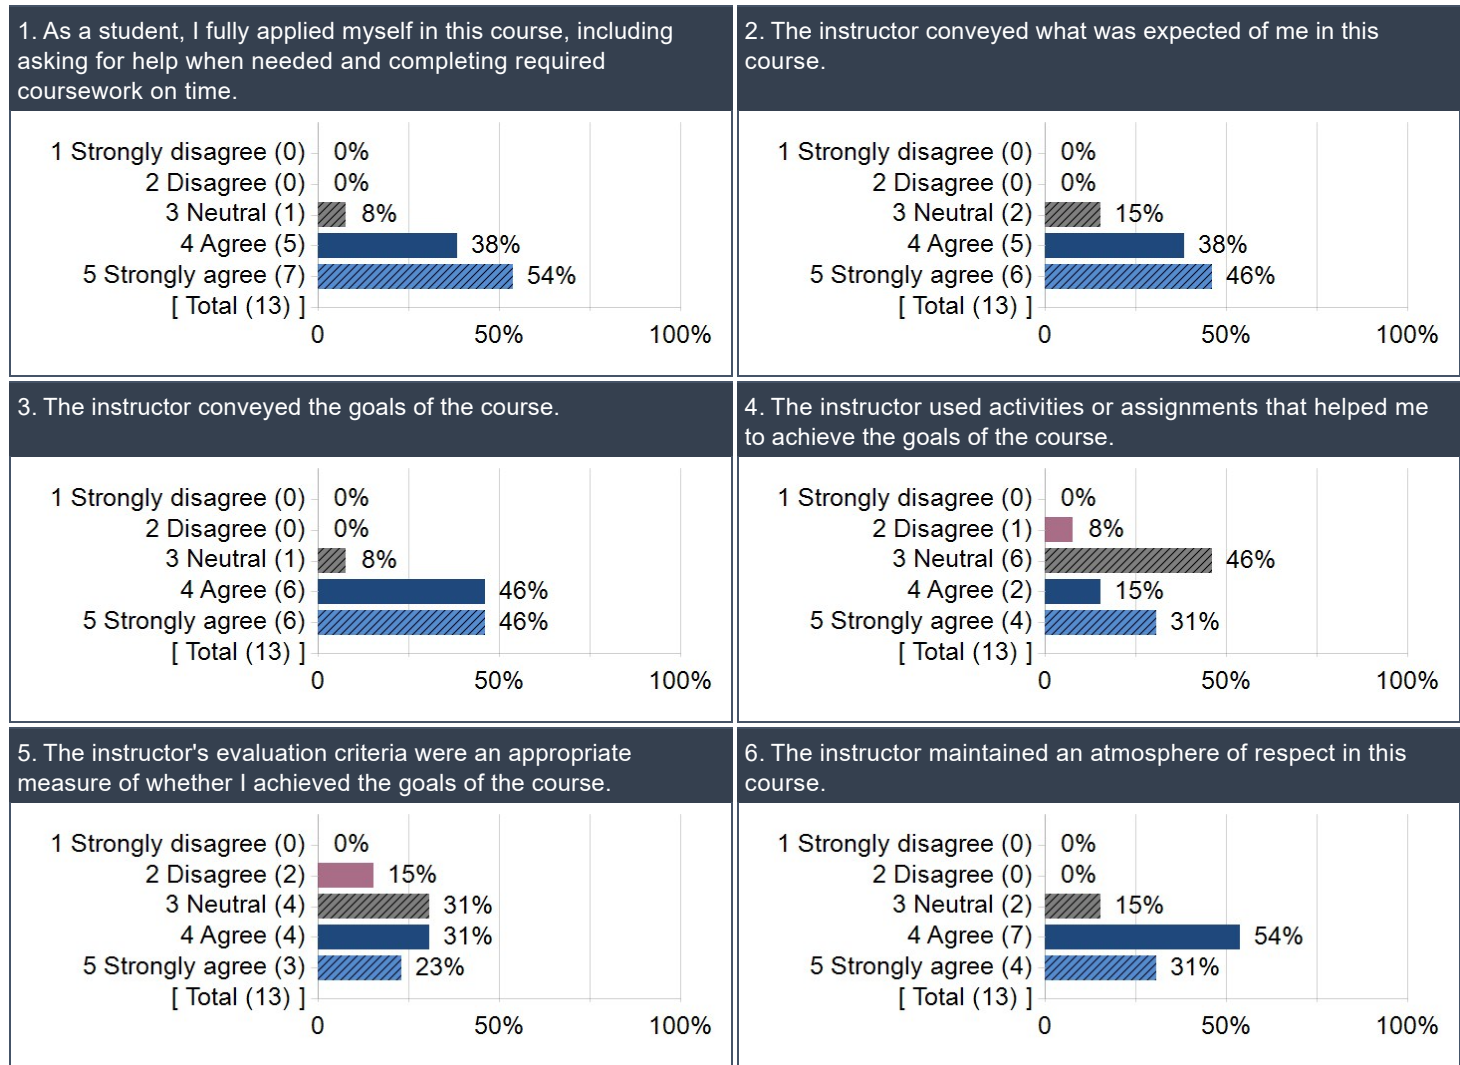 1. As a student, I fully applied myself in this course, including
asking for help when needed and completing required
coursework on time.
1 Strongly disagree (0) 0%
2 Disagree (0) 0%
3 Neutral (1) 8%
4 Agree (5) 38%
5 Strongly agree (7) 54%
[ Total (13) ]
0 50% 100%
2. The instructor conveyed what was expected of me in this
course.
1 Strongly disagree (0) 0%
2 Disagree (0) 0%
3 Neutral (2) 15%
4 Agree (5) 38%
5 Strongly agree (6) 46%
[ Total (13) ]
0 50% 100%
3. The instructor conveyed the goals of the course.
1 Strongly disagree (0) 0%
2 Disagree (0) 0%
3 Neutral (1) 8%
4 Agree (6) 46%
5 Strongly agree (6) 46%
[ Total (13) ]
0 50% 100%
4. The instructor used activities or assignments that helped me
to achieve the goals of the course.
1 Strongly disagree (0) 0%
2 Disagree (1) 8%
3 Neutral (6) 46%
4 Agree (2) 15%
5 Strongly agree (4) 31%
[ Total (13) ]
0 50% 100%
5. The instructor's evaluation criteria were an appropriate
measure of whether I achieved the goals of the course.
1 Strongly disagree (0) 0%
2 Disagree (2) 15%
3 Neutral (4) 31%
4 Agree (4) 31%
5 Strongly agree (3) 23%
[ Total (13) ]
0 50% 100%
6. The instructor maintained an atmosphere of respect in this
course.
1 Strongly disagree (0) 0%
2 Disagree (0) 0%
3 Neutral (2) 15%
4 Agree (7) 54%
5 Strongly agree (4) 31%
[ Total (13) ]
0 50% 100%